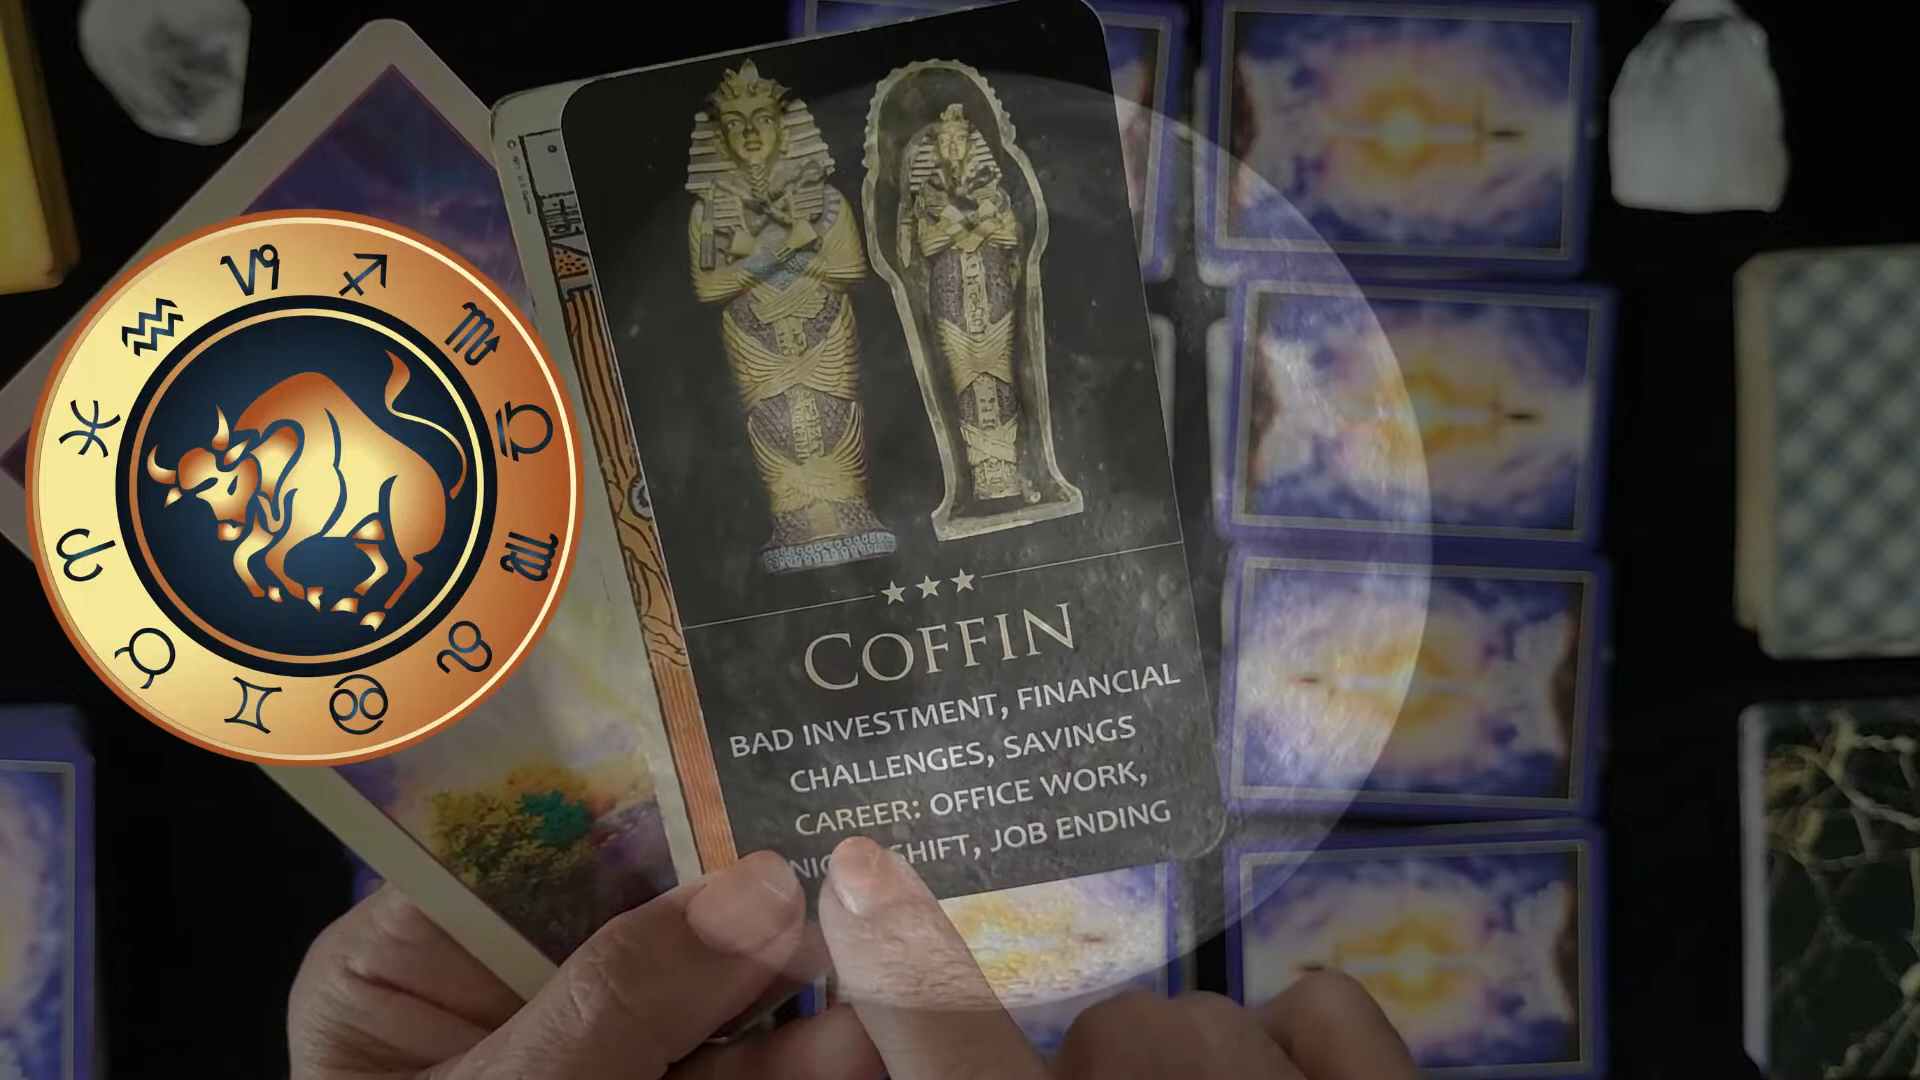 COFFIN
BAD INVESTMENT, FINANCIAL
CHALLENGES, SAVINGS
CAREER: OFFICE WORK,
SHIFT, JOB ENDING